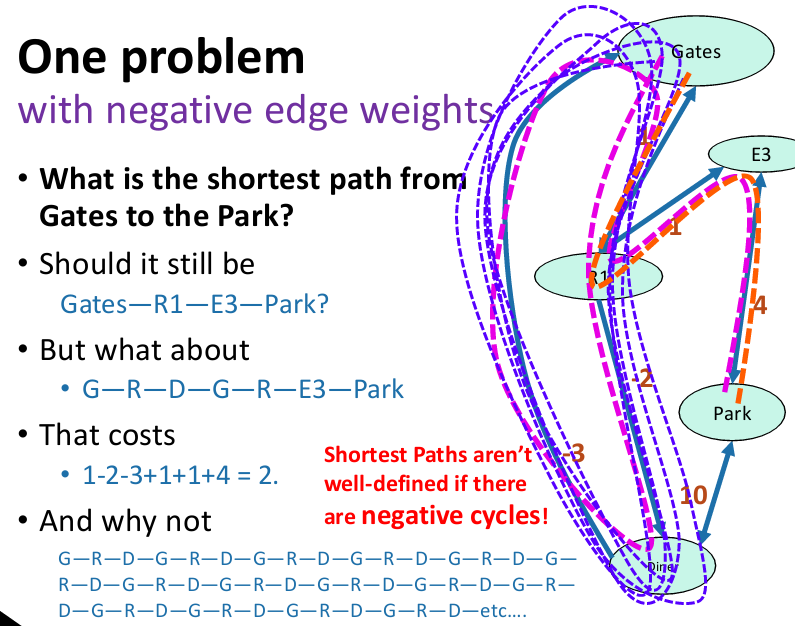 One problem
with negative edge weights
• What is the shortest path from
Gates to the Park?
• Should it still be
Gates—R1—E3—Park?
• But what about
• G—R—D—G—R—E3—Park
• That costs
• 1-2-3+1+1+4 = 2.
• And why not
G—R—D—G—R—D—G—R—D—G—R—D—G—R—D—G—
R—D—G—R—D—G—R—D—G—R—D—G—R—D—G—R—
D—G—R—D—G—R—D—G—R—D—G—R—D—etc….
Shortest Paths aren't
well-defined if there
are negative cycles!
Gates
E3
1
1
R1
4
-2
Park
-3
10